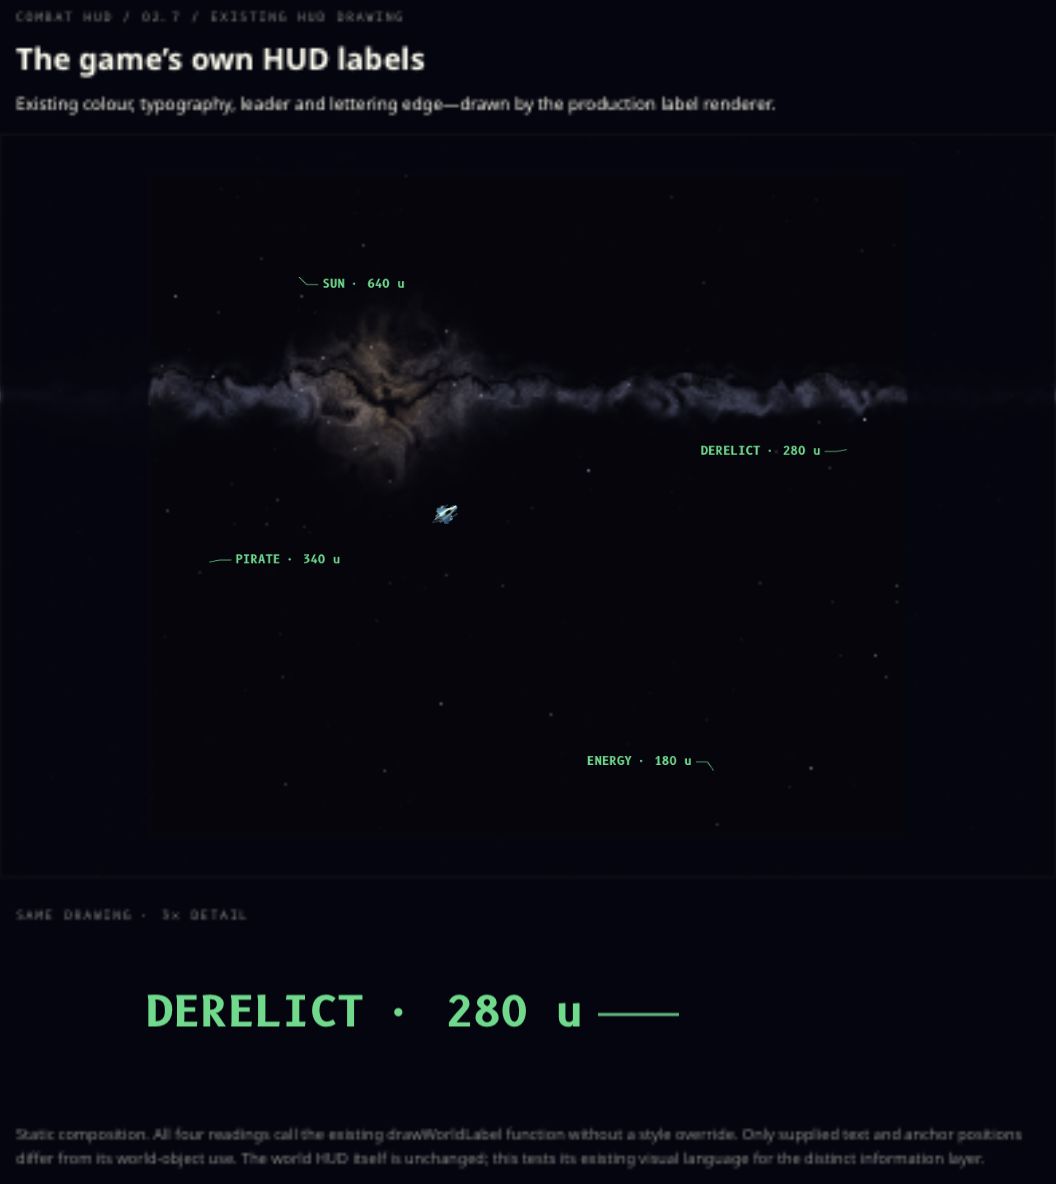 COMBAT HUD / 02.7 / EXISTING HUD DRAWING
The game's own HUD labels
Existing colour, typography, leader and lettering edge—drawn by the production label renderer.
SUN · 640 u
DERELICT · 280 u
PIRATE · 340 u
ENERGY · 180 u
SAME DRAWING · 3× DETAIL
DERELICT · 280 u
Static composition. All four readings call the existing drawWorldLabel function without a style override. Only supplied text and anchor positions
differ from its world-object use. The world HUD itself is unchanged; this tests its existing visual language for the distinct information layer.